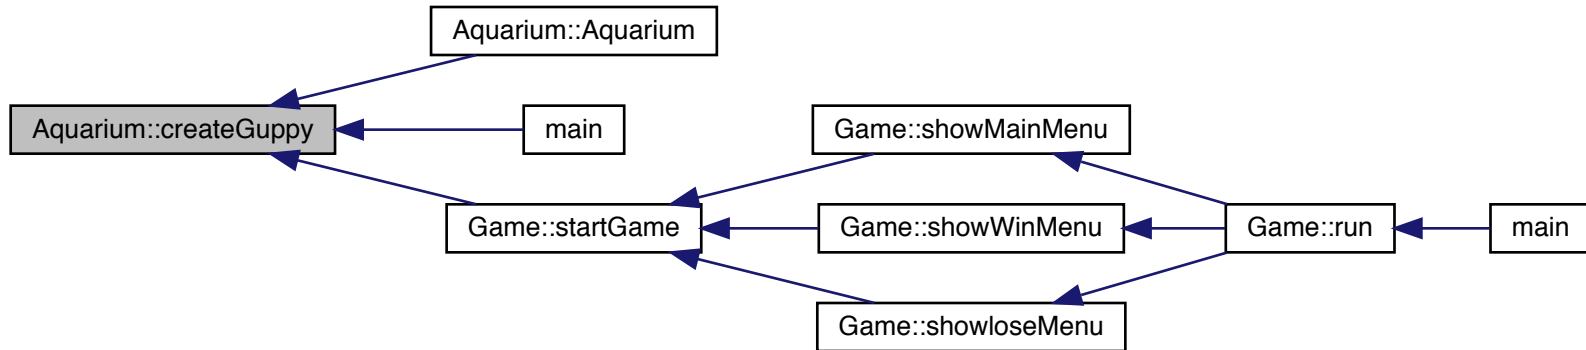 Aquarium::Aquarium
Aquarium::createGuppy
main
Game::showMainMenu
Game::startGame
Game::showWinMenu
Game::run
main
Game::showloseMenu